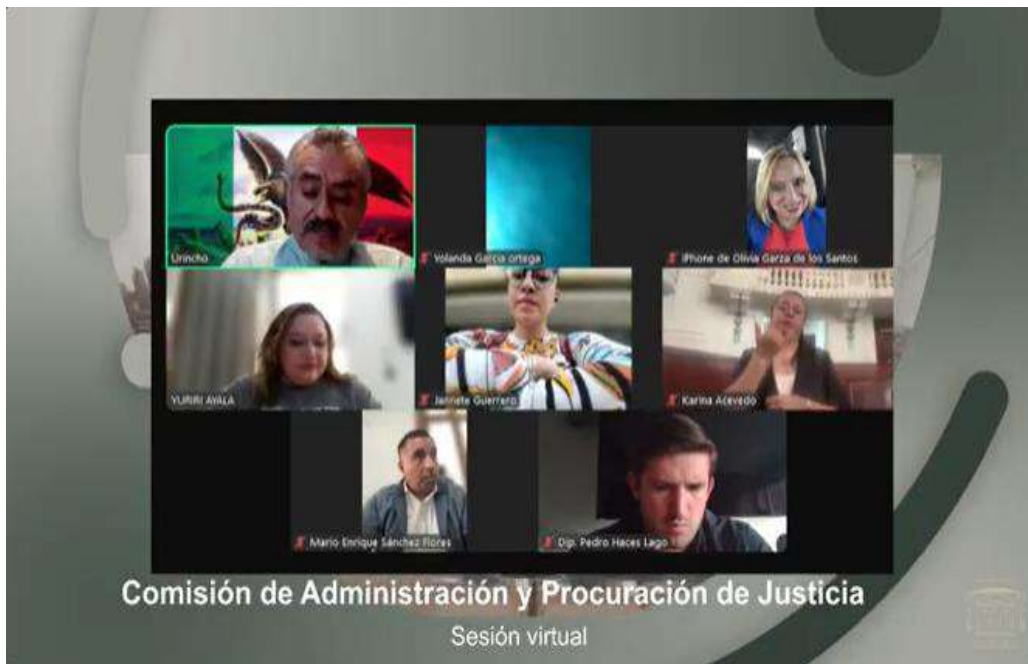 Urincho
Yolanda García ortega
iPhone de Olivia Garza de los Santos
YURIRI AYALA
Jannete Guerrero
Karina Acevedo
Mario Enrique Sánchez Flores
Dip. Pedro Haces Lago
Comisión de Administración y Procuración de Justicia
Sesión virtual